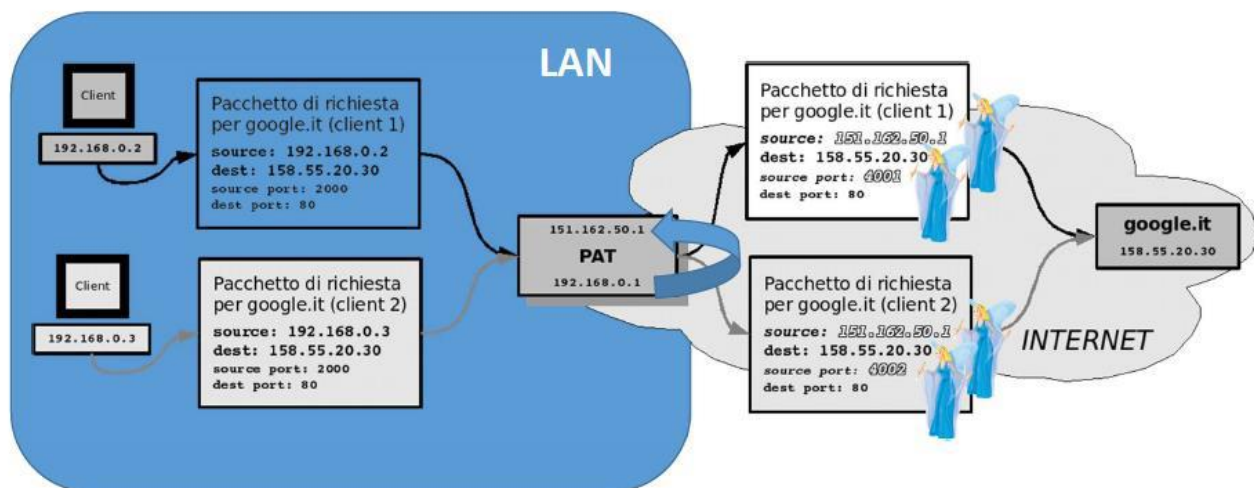 LAN
Client
192.168.0.2
Pacchetto di richiesta
per google.it (client 1)
source: 192.168.0.2
dest: 158.55.20.30
source port: 2000
dest port: 80
Client
192.168.0.3
Pacchetto di richiesta
per google.it (client 2)
source: 192.168.0.3
dest: 158.55.20.30
source port: 2000
dest port: 80
151.162.50.1
PAT
192.168.0.1
Pacchetto di richiesta
per google.it (client 1)
source: 151.162.50.1
dest: 158.55.20.30
source port: 4001
dest port: 80
Pacchetto di richiesta
per google.it (client 2)
source: 151.162.50.1
dest: 158.55.20.30
source port: 4002
dest port: 80
google.it
158.55.20.30
INTERNET